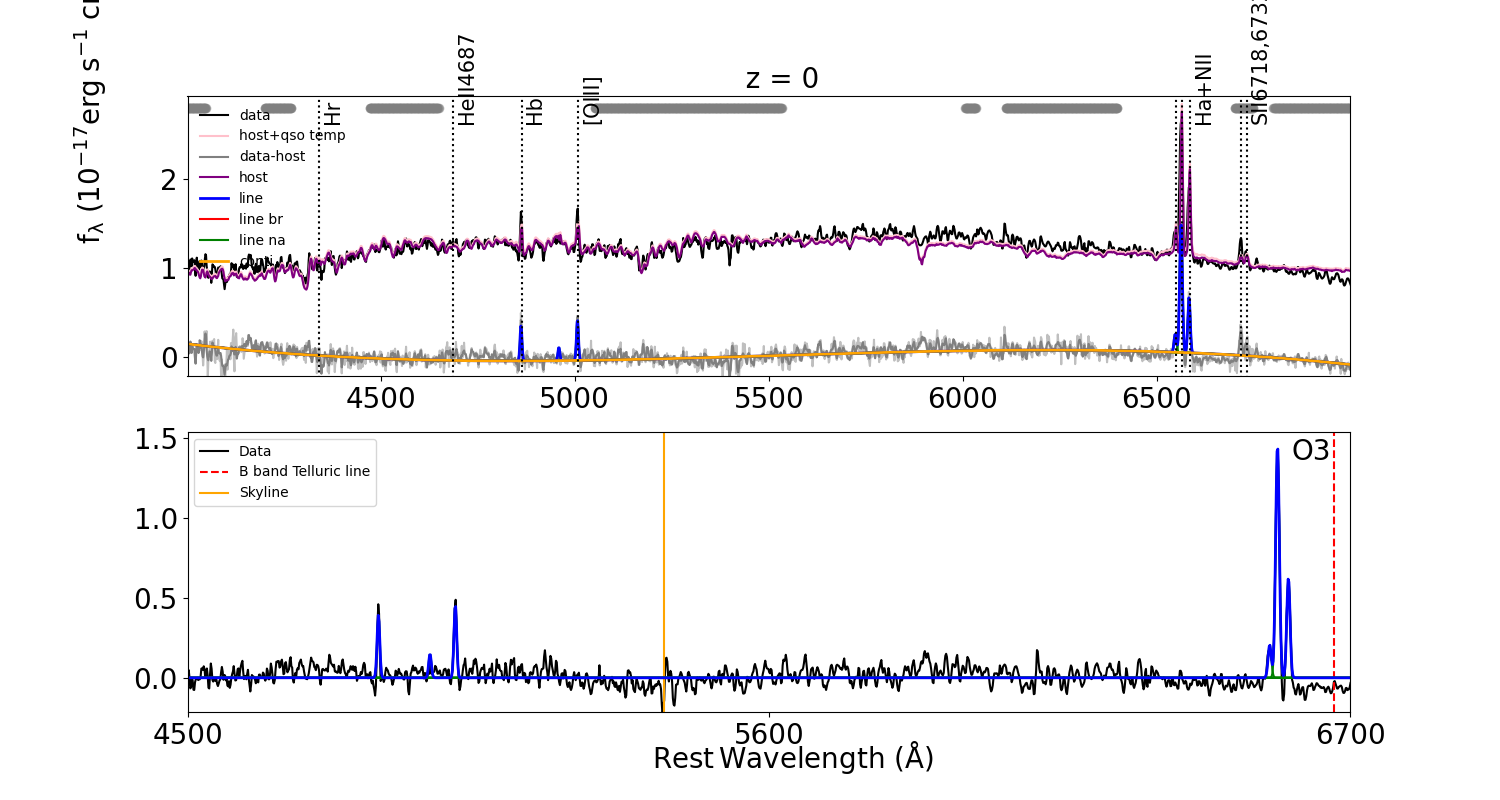 z = 0
f_λ (10^−17 erg s^−1
Hr
HeII4687
Hb
[OIII]
Ha+NII
SII6718,673
data
host+qso temp
data-host
host
line
line br
line na
conti
2
1
0
4500
5000
5500
6000
6500
1.5
1.0
0.5
0.0
Data
B band Telluric line
Skyline
O3
4500
5600
6700
Rest Wavelength (Å)